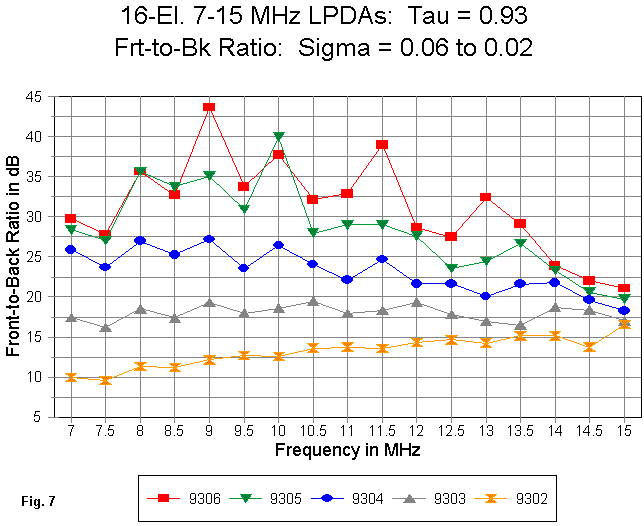 16-El. 7-15 MHz LPDAs: Tau = 0.93
Frt-to-Bk Ratio: Sigma = 0.06 to 0.02
45
40
35
30
25
20
15
10
5
Front-to-Back Ratio in dB
7 7.5 8 8.5 9 9.5 10 10.5 11 11.5 12 12.5 13 13.5 14 14.5 15
Frequency in MHz
Fig. 7
9306 9305 9304 9303 9302